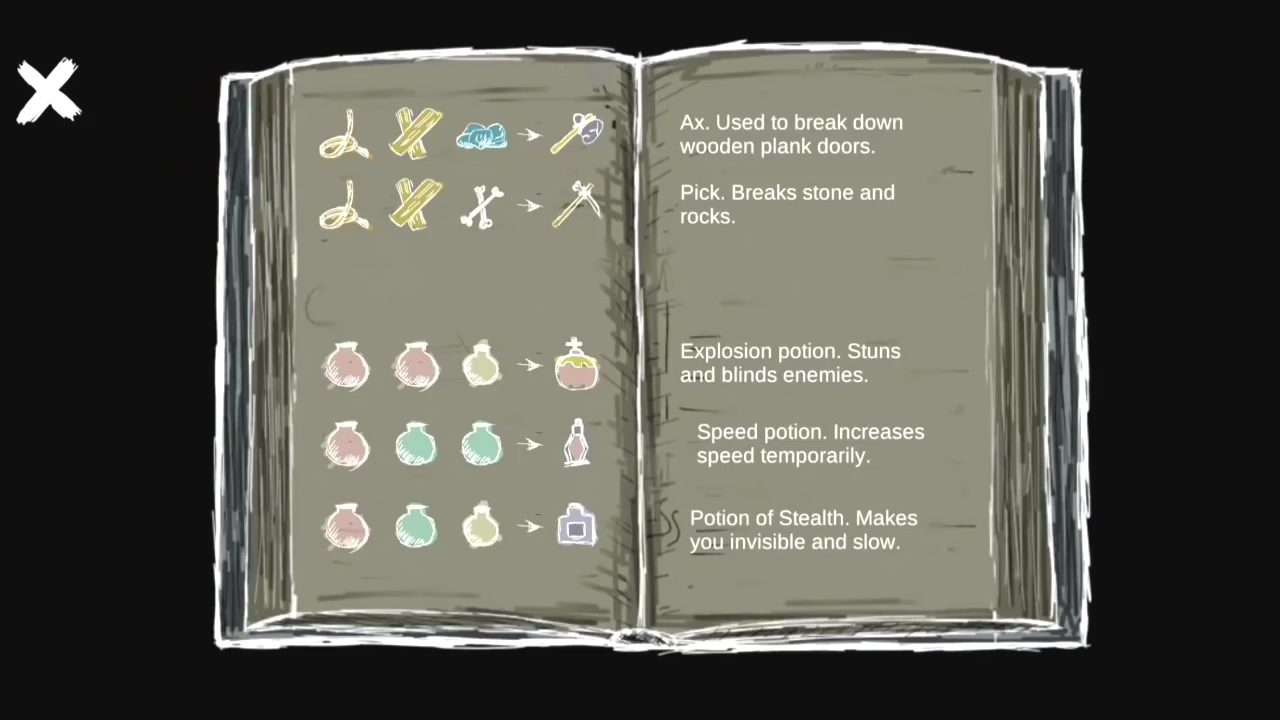 Ax. Used to break down
wooden plank doors.
Pick. Breaks stone and
rocks.
Explosion potion. Stuns
and blinds enemies.
Speed potion. Increases
speed temporarily.
Potion of Stealth. Makes
you invisible and slow.